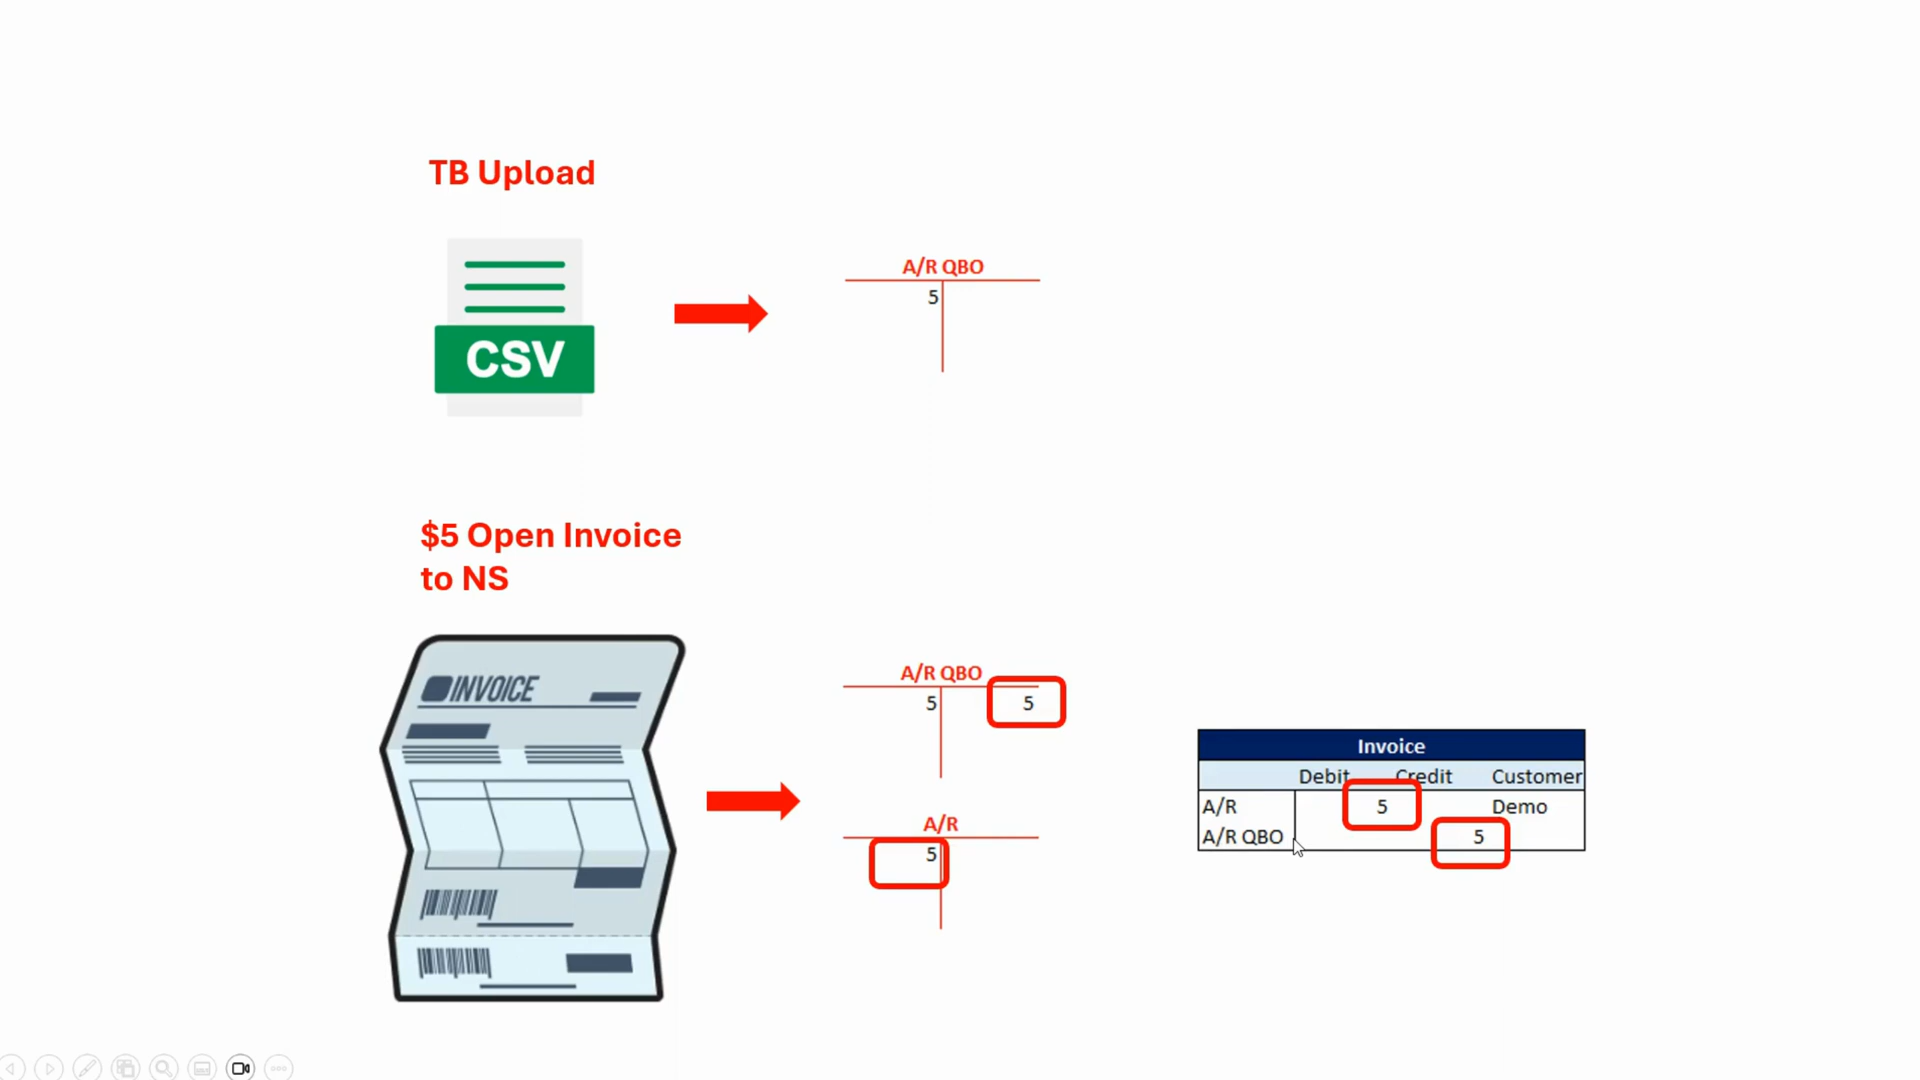 TB Upload
CSV
A/R QBO
5
$5 Open Invoice
to NS
INVOICE
A/R QBO
5 5
A/R
5
Invoice
Debit Credit Customer
A/R 5 Demo
A/R QBO 5